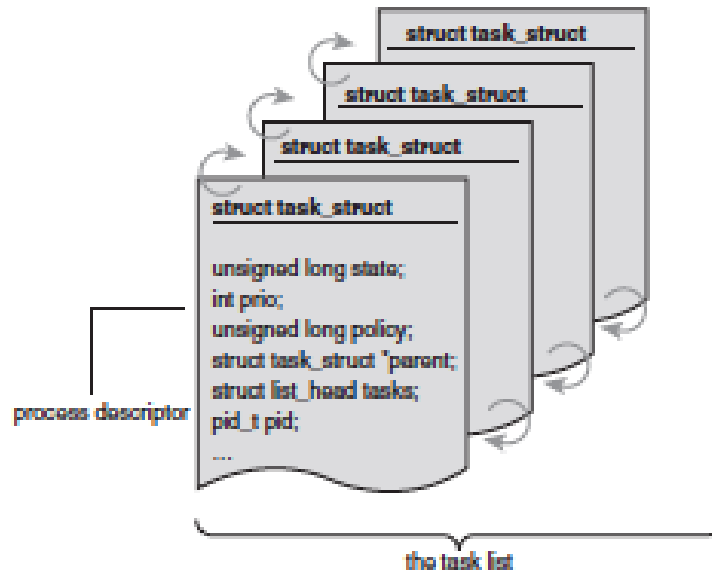 struct task_struct
struct task_struct
struct task_struct
struct task_struct
unsigned long state;
int prio;
unsigned long policy;
struct task_struct *parent;
struct list_head tasks;
pid_t pid;
...
process descriptor
the task list